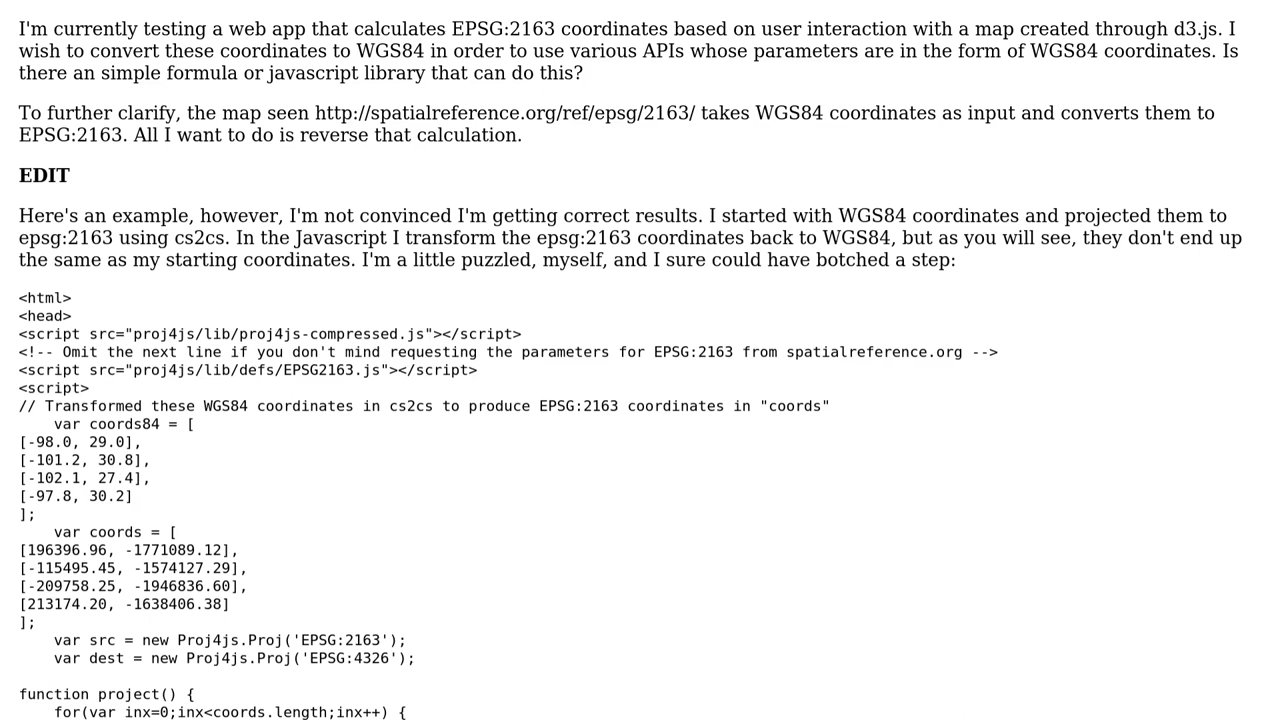 I'm currently testing a web app that calculates EPSG:2163 coordinates based on user interaction with a map created through d3.js. I
wish to convert these coordinates to WGS84 in order to use various APIs whose parameters are in the form of WGS84 coordinates. Is
there an simple formula or javascript library that can do this?
To further clarify, the map seen http://spatialreference.org/ref/epsg/2163/ takes WGS84 coordinates as input and converts them to
EPSG:2163. All I want to do is reverse that calculation.
EDIT
Here's an example, however, I'm not convinced I'm getting correct results. I started with WGS84 coordinates and projected them to
epsg:2163 using cs2cs. In the Javascript I transform the epsg:2163 coordinates back to WGS84, but as you will see, they don't end up
the same as my starting coordinates. I'm a little puzzled, myself, and I sure could have botched a step:
<html>
<head>
<script src="proj4js/lib/proj4js-compressed.js"></script>
<!-- Omit the next line if you don't mind requesting the parameters for EPSG:2163 from spatialreference.org -->
<script src="proj4js/lib/defs/EPSG2163.js"></script>
<script>
// Transformed these WGS84 coordinates in cs2cs to produce EPSG:2163 coordinates in "coords"
    var coords84 = [
[-98.0, 29.0],
[-101.2, 30.8],
[-102.1, 27.4],
[-97.8, 30.2]
];
    var coords = [
[196396.96, -1771089.12],
[-115495.45, -1574127.29],
[-209758.25, -1946836.60],
[213174.20, -1638406.38]
];
    var src = new Proj4js.Proj('EPSG:2163');
    var dest = new Proj4js.Proj('EPSG:4326');
function project() {
    for(var inx=0;inx<coords.length;inx++) {